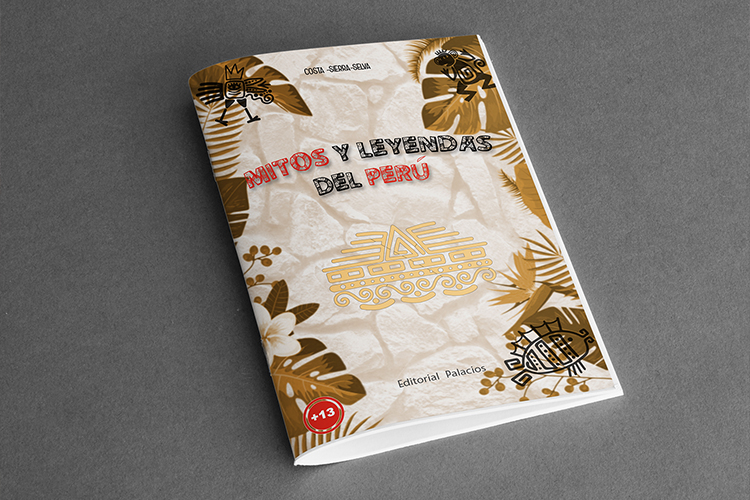 COSTA -SIERRA-SELVA
MITOS Y LEYENDAS
DEL PERÚ
Editorial Palacios
+13